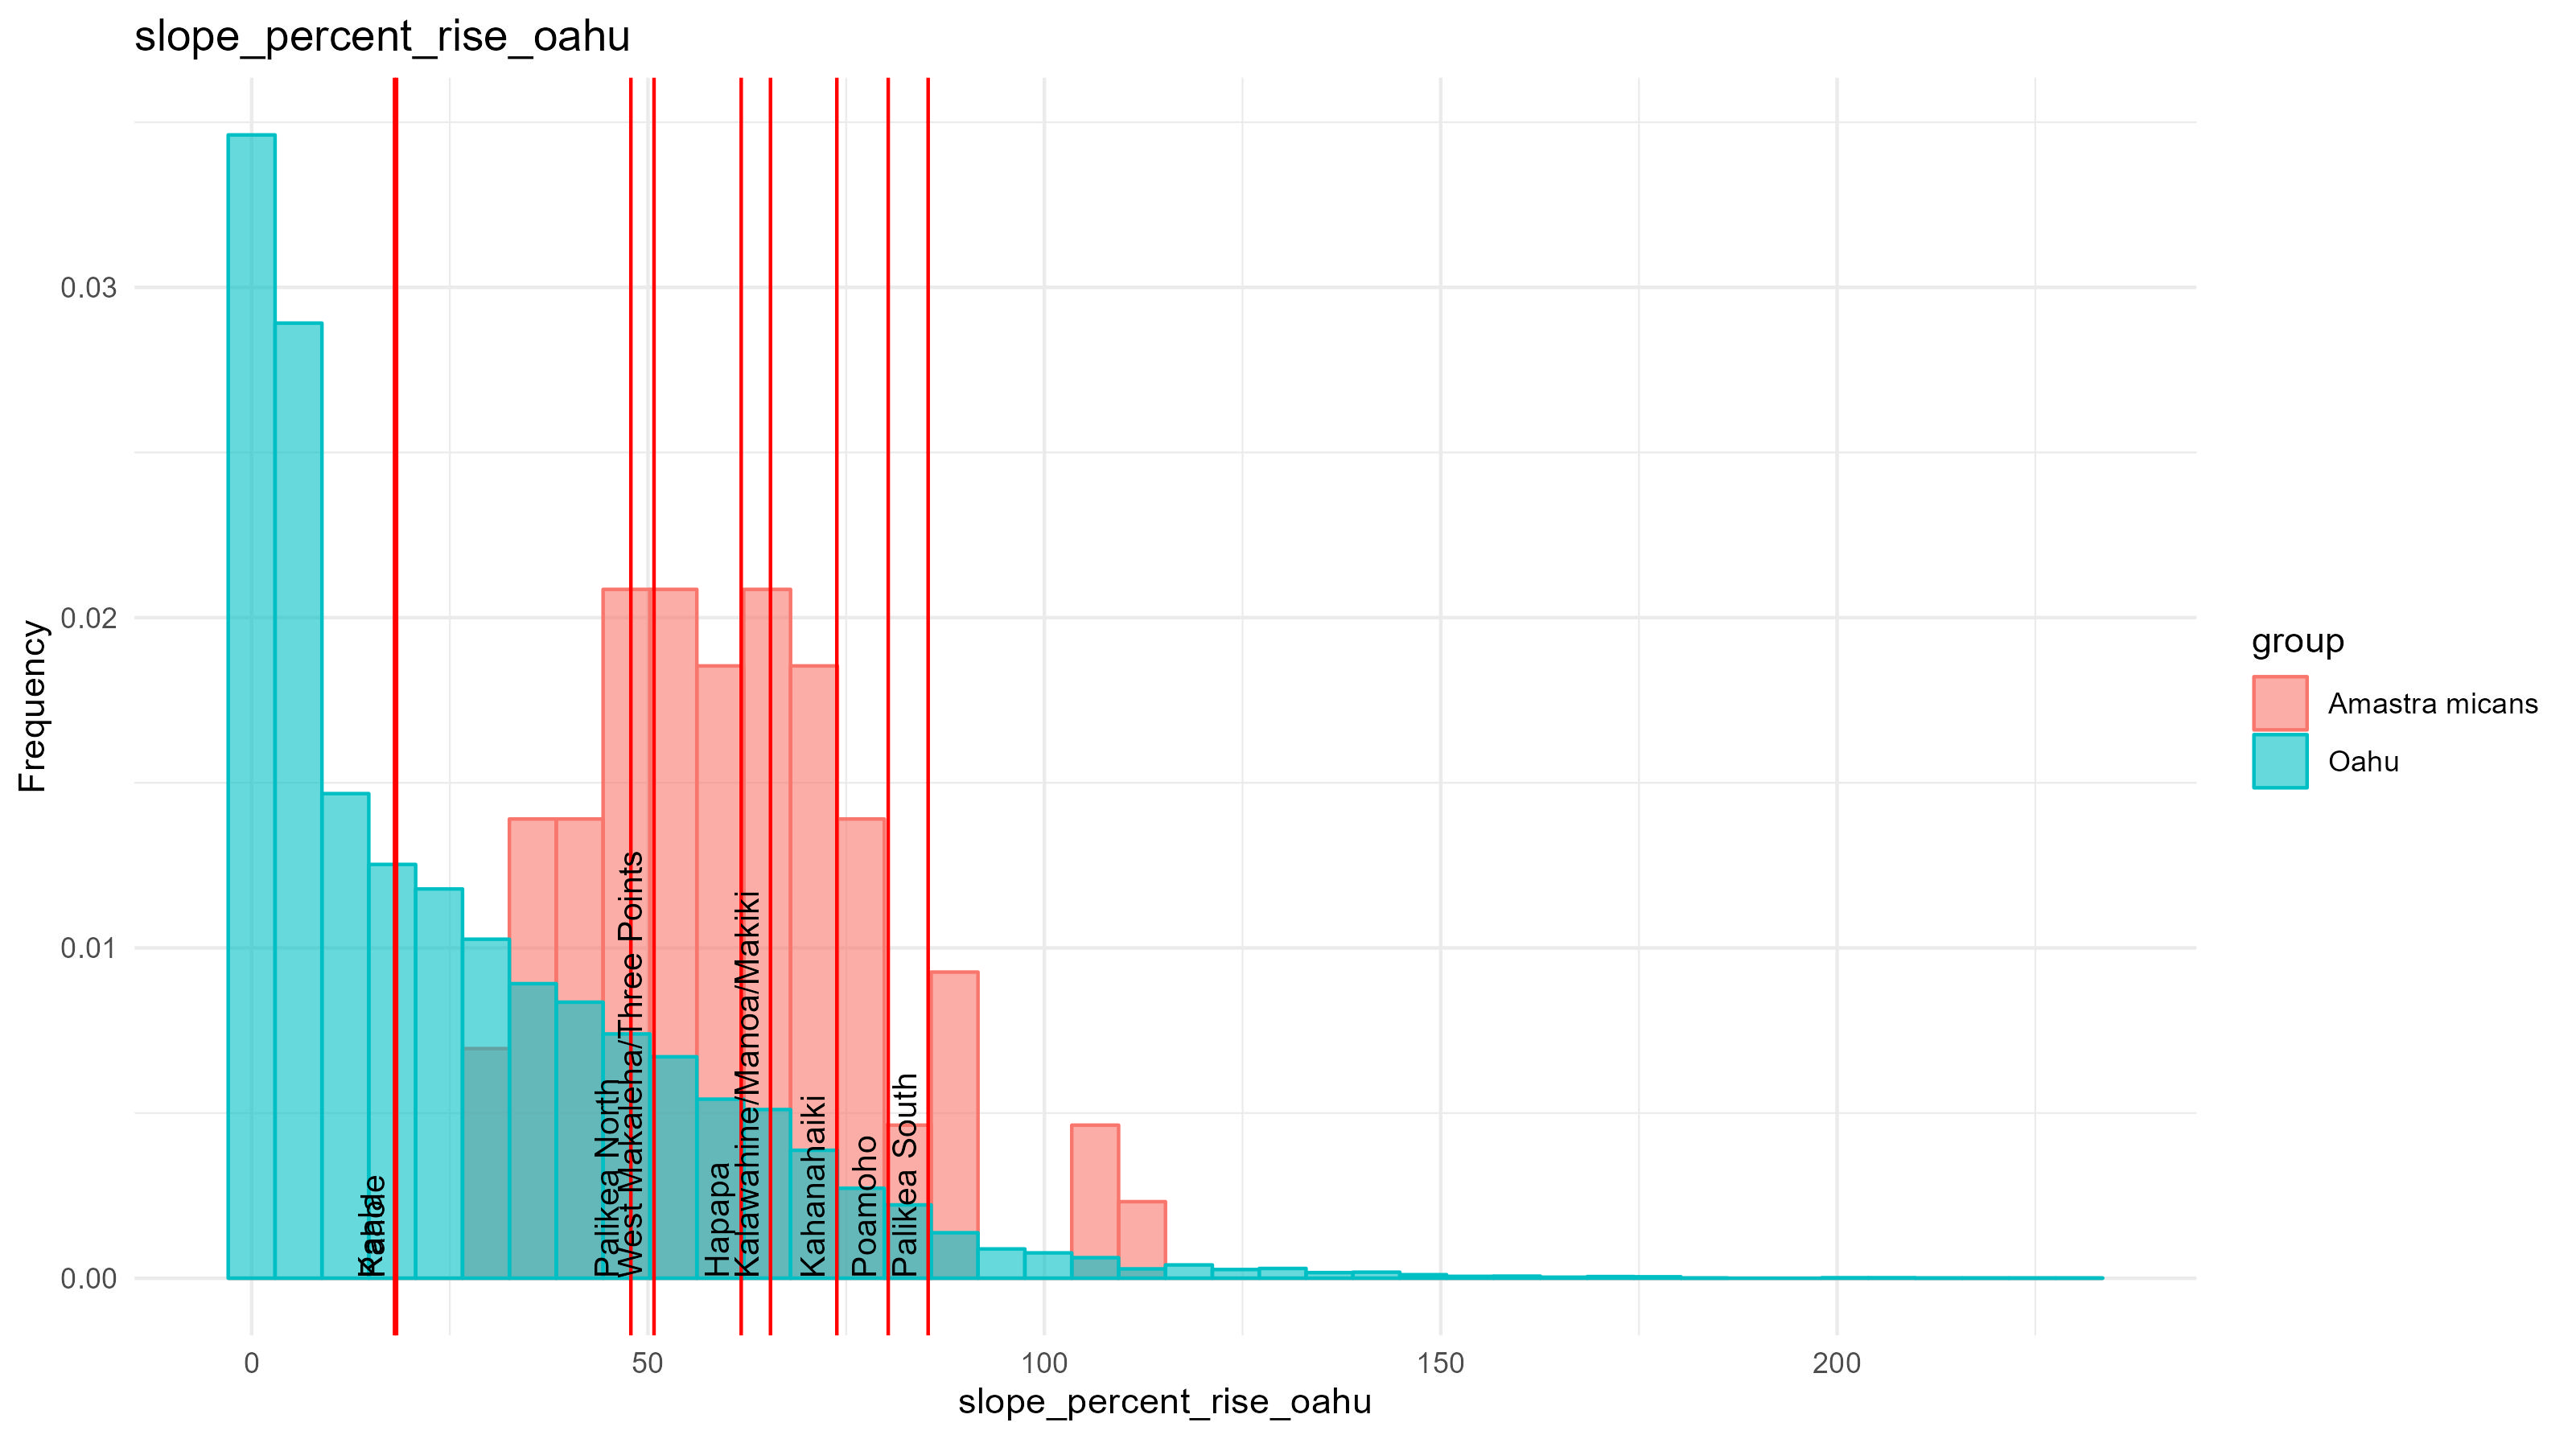 slope_percent_rise_oahu
Frequency
0.03
0.02
0.01
0.00
Palikea North
West Makaleha/Three Points
Hapapa
Kalawahine/Manoa/Makiki
Kahanahaiki
Poamoho
Palikea South
0
50
100
150
200
slope_percent_rise_oahu
group
Amastra micans
Oahu